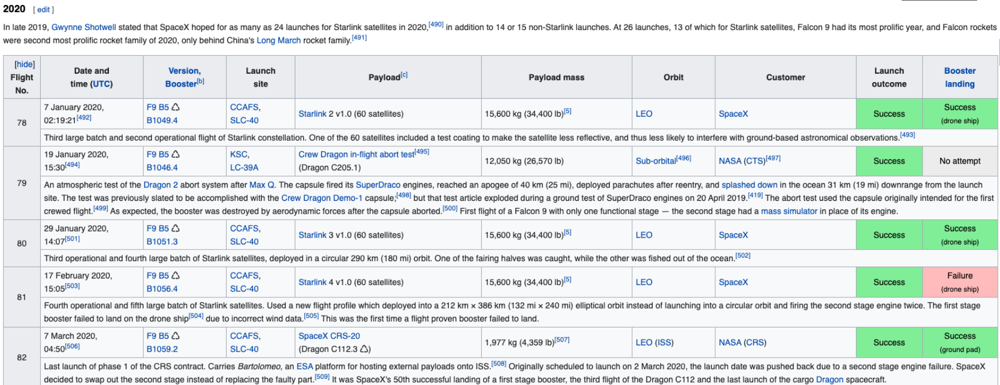 2020 [ edit ]
In late 2019, Gwynne Shotwell stated that SpaceX hoped for as many as 24 launches for Starlink satellites in 2020,[490] in addition to 14 or 15 non-Starlink launches. At 26 launches, 13 of which for Starlink satellites, Falcon 9 had its most prolific year, and Falcon rockets
were second most prolific rocket family of 2020, only behind China's Long March rocket family.[491]
[hide] Flight No. Date and time (UTC) Version, Booster[b] Launch site Payload[c] Payload mass Orbit Customer Launch outcome Booster landing
78 7 January 2020, 02:19:21[492] F9 B5 ♺ B1049.4 CCAFS, SLC-40 Starlink 2 v1.0 (60 satellites) 15,600 kg (34,400 lb)[5] LEO SpaceX Success Success (drone ship)
Third large batch and second operational flight of Starlink constellation. One of the 60 satellites included a test coating to make the satellite less reflective, and thus less likely to interfere with ground-based astronomical observations.[493]
79 19 January 2020, 15:30[494] F9 B5 ♺ B1046.4 KSC, LC-39A Crew Dragon in-flight abort test[495] (Dragon C205.1) 12,050 kg (26,570 lb) Sub-orbital[496] NASA (CTS)[497] Success No attempt
An atmospheric test of the Dragon 2 abort system after Max Q. The capsule fired its SuperDraco engines, reached an apogee of 40 km (25 mi), deployed parachutes after reentry, and splashed down in the ocean 31 km (19 mi) downrange from the launch
site. The test was previously slated to be accomplished with the Crew Dragon Demo-1 capsule;[498] but that test article exploded during a ground test of SuperDraco engines on 20 April 2019.[419] The abort test used the capsule originally intended for the first
crewed flight.[499] As expected, the booster was destroyed by aerodynamic forces after the capsule aborted.[500] First flight of a Falcon 9 with only one functional stage — the second stage had a mass simulator in place of its engine.
80 29 January 2020, 14:07[501] F9 B5 ♺ B1051.3 CCAFS, SLC-40 Starlink 3 v1.0 (60 satellites) 15,600 kg (34,400 lb)[5] LEO SpaceX Success Success (drone ship)
Third operational and fourth large batch of Starlink satellites, deployed in a circular 290 km (180 mi) orbit. One of the fairing halves was caught, while the other was fished out of the ocean.[502]
81 17 February 2020, 15:05[503] F9 B5 ♺ B1056.4 CCAFS, SLC-40 Starlink 4 v1.0 (60 satellites) 15,600 kg (34,400 lb)[5] LEO SpaceX Success Failure (drone ship)
Fourth operational and fifth large batch of Starlink satellites. Used a new flight profile which deployed into a 212 km × 386 km (132 mi × 240 mi) elliptical orbit instead of launching into a circular orbit and firing the second stage engine twice. The first stage
booster failed to land on the drone ship[504] due to incorrect wind data.[505] This was the first time a flight proven booster failed to land.
82 7 March 2020, 04:50[506] F9 B5 ♺ B1059.2 CCAFS, SLC-40 SpaceX CRS-20 (Dragon C112.3 ♺) 1,977 kg (4,359 lb)[507] LEO (ISS) NASA (CRS) Success Success (ground pad)
Last launch of phase 1 of the CRS contract. Carries Bartolomeo, an ESA platform for hosting external payloads onto ISS.[508] Originally scheduled to launch on 2 March 2020, the launch date was pushed back due to a second stage engine failure. SpaceX
decided to swap out the second stage instead of replacing the faulty part.[509] It was SpaceX's 50th successful landing of a first stage booster, the third flight of the Dragon C112 and the last launch of the cargo Dragon spacecraft.